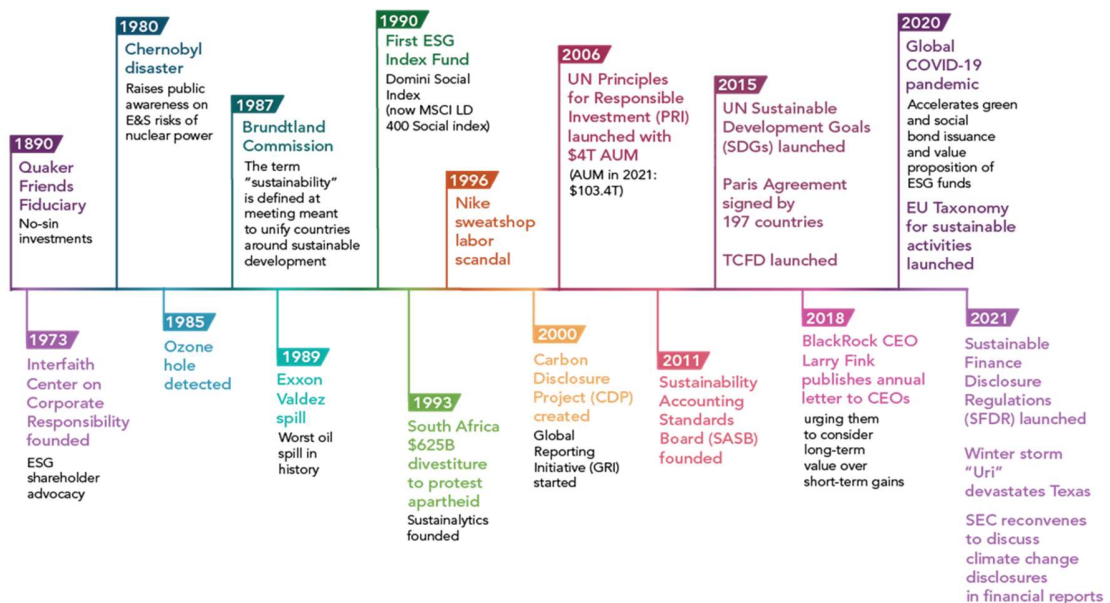 1890
Quaker
Friends
Fiduciary
No-sin
investments
1973
Interfaith
Center on
Corporate
Responsibility
founded
ESG
shareholder
advocacy
1980
Chernobyl
disaster
Raises public
awareness on
E&S risks of
nuclear power
1985
Ozone
hole
detected
1987
Brundtland
Commission
The term
"sustainability"
is defined at
meeting meant
to unify countries
around sustainable
development
1989
Exxon
Valdez
spill
Worst oil
spill in
history
1990
First ESG
Index Fund
Domini Social
Index
(now MSCI LD
400 Social index)
1993
South Africa
$625B
divestiture
to protest
apartheid
Sustainalytics
founded
1996
Nike
sweatshop
labor
scandal
2000
Carbon
Disclosure
Project (CDP)
created
Global
Reporting
Initiative (GRI)
started
2006
UN Principles
for Responsible
Investment (PRI)
launched with
$4T AUM
(AUM in 2021:
$103.4T)
2011
Sustainability
Accounting
Standards
Board (SASB)
founded
2015
UN Sustainable
Development Goals
(SDGs) launched
Paris Agreement
signed by
197 countries
TCFD launched
2018
BlackRock CEO
Larry Fink
publishes annual
letter to CEOs
urging them
to consider
long-term
value over
short-term gains
2020
Global
COVID-19
pandemic
Accelerates green
and social
bond issuance
and value
proposition of
ESG funds
EU Taxonomy
for sustainable
activities
launched
2021
Sustainable
Finance
Disclosure
Regulations
(SFDR) launched
Winter storm
"Uri"
devastates Texas
SEC reconvenes
to discuss
climate change
disclosures
in financial reports